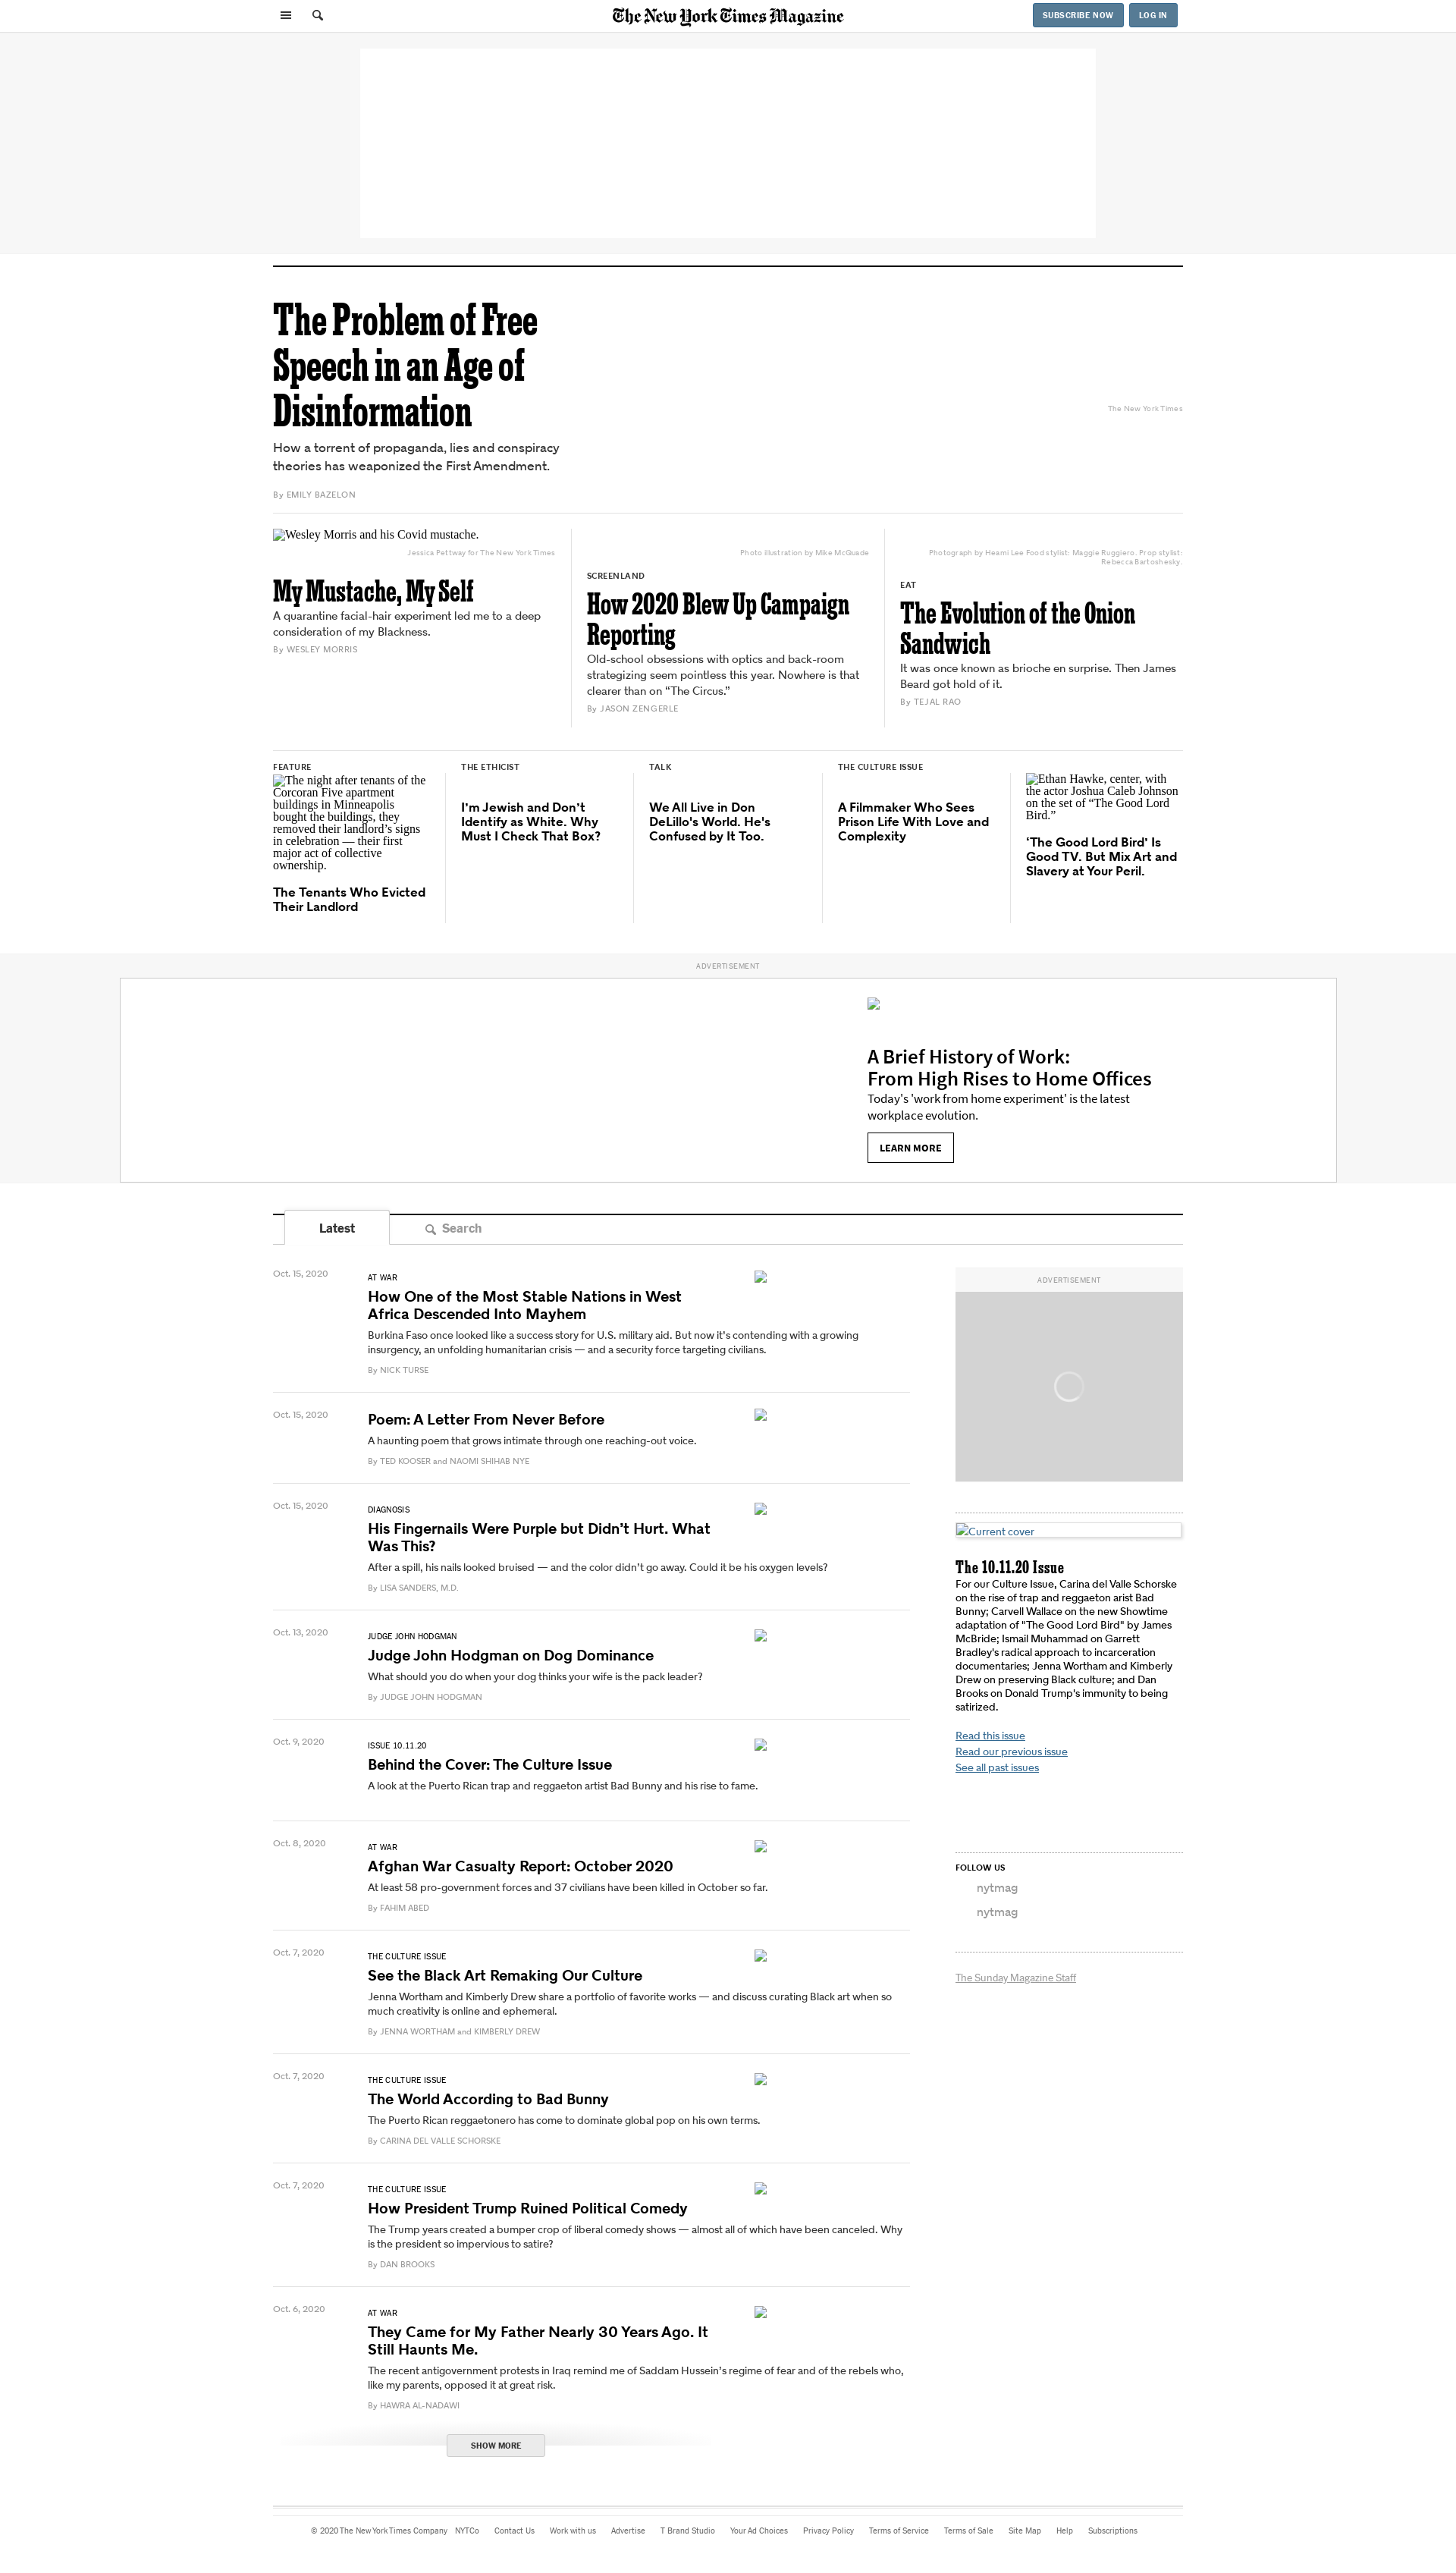 The New York Times Magazine
SUBSCRIBE NOW
LOG IN
The Problem of Free
Speech in an Age of
Disinformation
How a torrent of propaganda, lies and conspiracy
theories has weaponized the First Amendment.
By EMILY BAZELON
The New York Times
Wesley Morris and his Covid mustache.
Jessica Pettway for The New York Times
My Mustache, My Self
A quarantine facial-hair experiment led me to a deep
consideration of my Blackness.
By WESLEY MORRIS
Photo illustration by Mike McQuade
SCREENLAND
How 2020 Blew Up Campaign
Reporting
Old-school obsessions with optics and back-room
strategizing seem pointless this year. Nowhere is that
clearer than on “The Circus.”
By JASON ZENGERLE
Photograph by Heami Lee Food stylist: Maggie Ruggiero. Prop stylist:
Rebecca Bartoshesky.
EAT
The Evolution of the Onion
Sandwich
It was once known as brioche en surprise. Then James
Beard got hold of it.
By TEJAL RAO
FEATURE
The night after tenants of the
Corcoran Five apartment
buildings in Minneapolis
bought the buildings, they
removed their landlord’s signs
in celebration — their first
major act of collective
ownership.
The Tenants Who Evicted
Their Landlord
THE ETHICIST
I’m Jewish and Don’t
Identify as White. Why
Must I Check That Box?
TALK
We All Live in Don
DeLillo's World. He's
Confused by It Too.
THE CULTURE ISSUE
A Filmmaker Who Sees
Prison Life With Love and
Complexity
Ethan Hawke, center, with
the actor Joshua Caleb Johnson
on the set of “The Good Lord
Bird.”
‘The Good Lord Bird’ Is
Good TV. But Mix Art and
Slavery at Your Peril.
ADVERTISEMENT
A Brief History of Work:
From High Rises to Home Offices
Today's 'work from home experiment' is the latest
workplace evolution.
LEARN MORE
Latest
Search
Oct. 15, 2020
AT WAR
How One of the Most Stable Nations in West
Africa Descended Into Mayhem
Burkina Faso once looked like a success story for U.S. military aid. But now it’s contending with a growing
insurgency, an unfolding humanitarian crisis — and a security force targeting civilians.
By NICK TURSE
Oct. 15, 2020
Poem: A Letter From Never Before
A haunting poem that grows intimate through one reaching-out voice.
By TED KOOSER and NAOMI SHIHAB NYE
Oct. 15, 2020
DIAGNOSIS
His Fingernails Were Purple but Didn’t Hurt. What
Was This?
After a spill, his nails looked bruised — and the color didn’t go away. Could it be his oxygen levels?
By LISA SANDERS, M.D.
Oct. 13, 2020
JUDGE JOHN HODGMAN
Judge John Hodgman on Dog Dominance
What should you do when your dog thinks your wife is the pack leader?
By JUDGE JOHN HODGMAN
Oct. 9, 2020
ISSUE 10.11.20
Behind the Cover: The Culture Issue
A look at the Puerto Rican trap and reggaeton artist Bad Bunny and his rise to fame.
Oct. 8, 2020
AT WAR
Afghan War Casualty Report: October 2020
At least 58 pro-government forces and 37 civilians have been killed in October so far.
By FAHIM ABED
Oct. 7, 2020
THE CULTURE ISSUE
See the Black Art Remaking Our Culture
Jenna Wortham and Kimberly Drew share a portfolio of favorite works — and discuss curating Black art when so
much creativity is online and ephemeral.
By JENNA WORTHAM and KIMBERLY DREW
Oct. 7, 2020
THE CULTURE ISSUE
The World According to Bad Bunny
The Puerto Rican reggaetonero has come to dominate global pop on his own terms.
By CARINA DEL VALLE SCHORSKE
Oct. 7, 2020
THE CULTURE ISSUE
How President Trump Ruined Political Comedy
The Trump years created a bumper crop of liberal comedy shows — almost all of which have been canceled. Why
is the president so impervious to satire?
By DAN BROOKS
Oct. 6, 2020
AT WAR
They Came for My Father Nearly 30 Years Ago. It
Still Haunts Me.
The recent antigovernment protests in Iraq remind me of Saddam Hussein’s regime of fear and of the rebels who,
like my parents, opposed it at great risk.
By HAWRA AL-NADAWI
SHOW MORE
ADVERTISEMENT
Current cover
The 10.11.20 Issue
For our Culture Issue, Carina del Valle Schorske
on the rise of trap and reggaeton arist Bad
Bunny; Carvell Wallace on the new Showtime
adaptation of "The Good Lord Bird" by James
McBride; Ismail Muhammad on Garrett
Bradley's radical approach to incarceration
documentaries; Jenna Wortham and Kimberly
Drew on preserving Black culture; and Dan
Brooks on Donald Trump's immunity to being
satirized.
Read this issue
Read our previous issue
See all past issues
FOLLOW US
nytmag
nytmag
The Sunday Magazine Staff
© 2020 The New York Times Company NYTCo Contact Us Work with us Advertise T Brand Studio Your Ad Choices Privacy Policy Terms of Service Terms of Sale Site Map Help Subscriptions